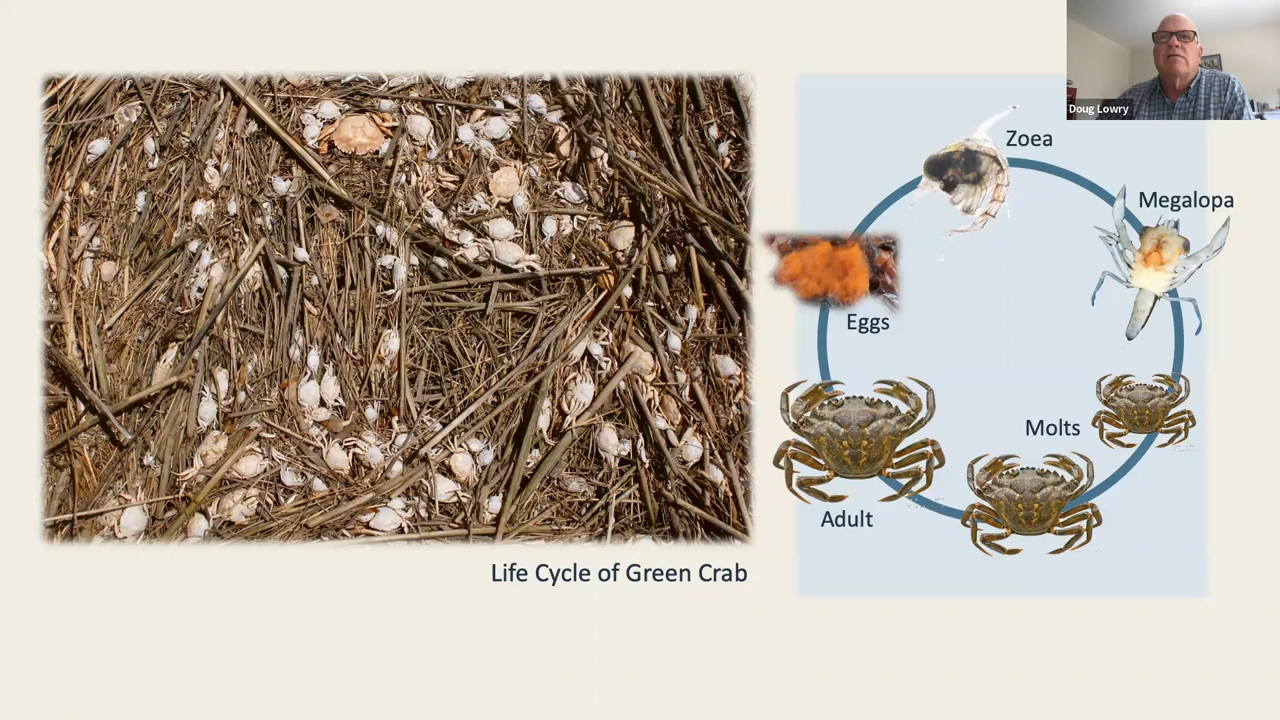 Doug Lowry
Zoea
Megalopa
Eggs
Molts
Adult
Life Cycle of Green Crab